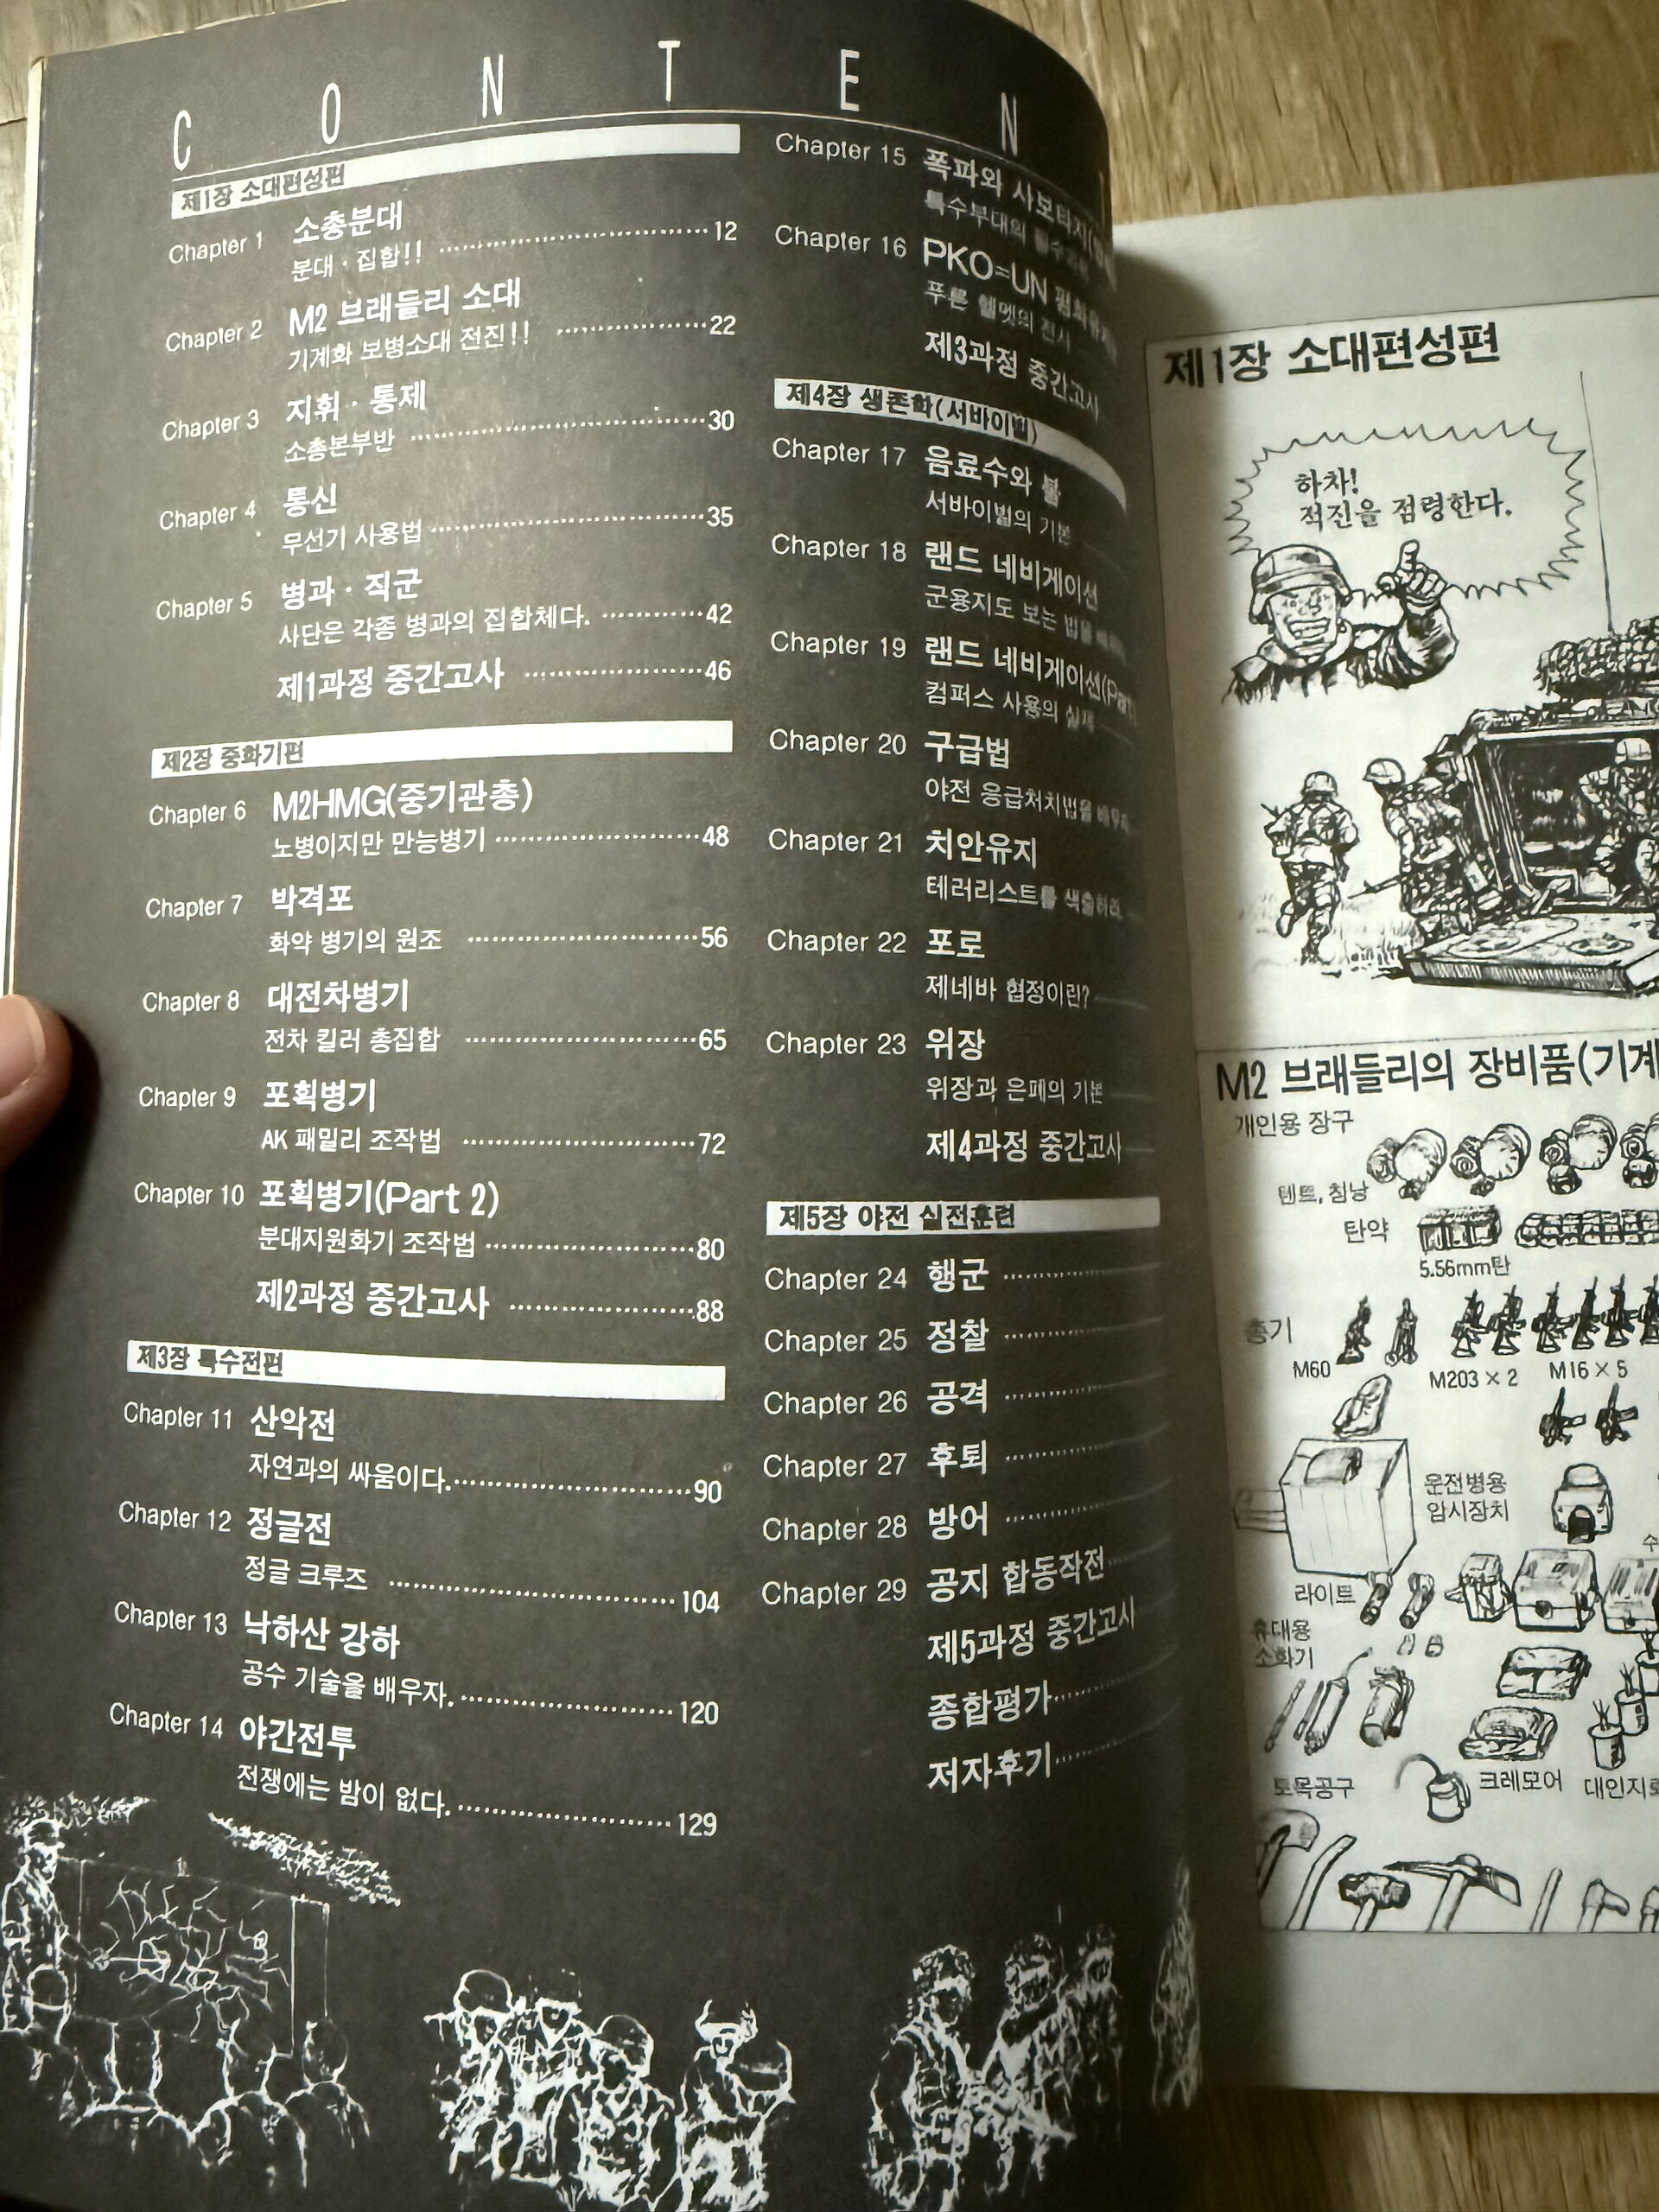 C O N T E N
제1장 소대편성편
Chapter 1 소총분대
분대·집합!! 12
Chapter 2 M2 브래들리 소대
기계화 보병소대 전진!! 22
Chapter 3 지휘·통제
소총본부반 30
Chapter 4 통신
무선기 사용법 35
Chapter 5 병과·직군
사단은 각종 병과의 집합체다. 42
제1과정 중간고사 46
제2장 중화기편
Chapter 6 M2HMG(중기관총)
노병이지만 만능병기 48
Chapter 7 박격포
화약 병기의 원조 56
Chapter 8 대전차병기
전차 킬러 총집합 65
Chapter 9 포획병기
AK 패밀리 조작법 72
Chapter 10 포획병기(Part 2)
분대지원화기 조작법 80
제2과정 중간고사 88
제3장 특수전편
Chapter 11 산악전
자연과의 싸움이다. 90
Chapter 12 정글전
정글 크루즈 104
Chapter 13 낙하산 강하
공수 기술을 배우자. 120
Chapter 14 야간전투
전쟁에는 밤이 없다. 129
Chapter 15 폭파와 사보타지
특수부대의
Chapter 16 PKO=UN
푸른 헬멧의 전사
제3과정 중간고사
제4장 생존학(서바이벌)
Chapter 17 음료수와 불
서바이벌의 기본
Chapter 18 랜드 네비게이션
군용지도 보는 법을
Chapter 19 랜드 네비게이션(Part
컴퍼스 사용의 실제
Chapter 20 구급법
야전 응급처치법을 배우자
Chapter 21 치안유지
테러리스트를 색출하라
Chapter 22 포로
제네바 협정이란?
Chapter 23 위장
위장과 은폐의 기본
제4과정 중간고사
제5장 야전 실전훈련
Chapter 24 행군
Chapter 25 정찰
Chapter 26 공격
Chapter 27 후퇴
Chapter 28 방어
Chapter 29 공지 합동작전
제5과정 중간고사
종합평가
저자후기
제1장 소대편성편
하차!
적진을 점령한다.
M2 브래들리의 장비품(기계
개인용 장구
텐트, 침낭
탄약
5.56mm탄
총기
M60
M203 × 2
M16 × 5
운전병용
암시장치
수
라이트
휴대용
소화기
토목공구
크레모어
대인지뢰